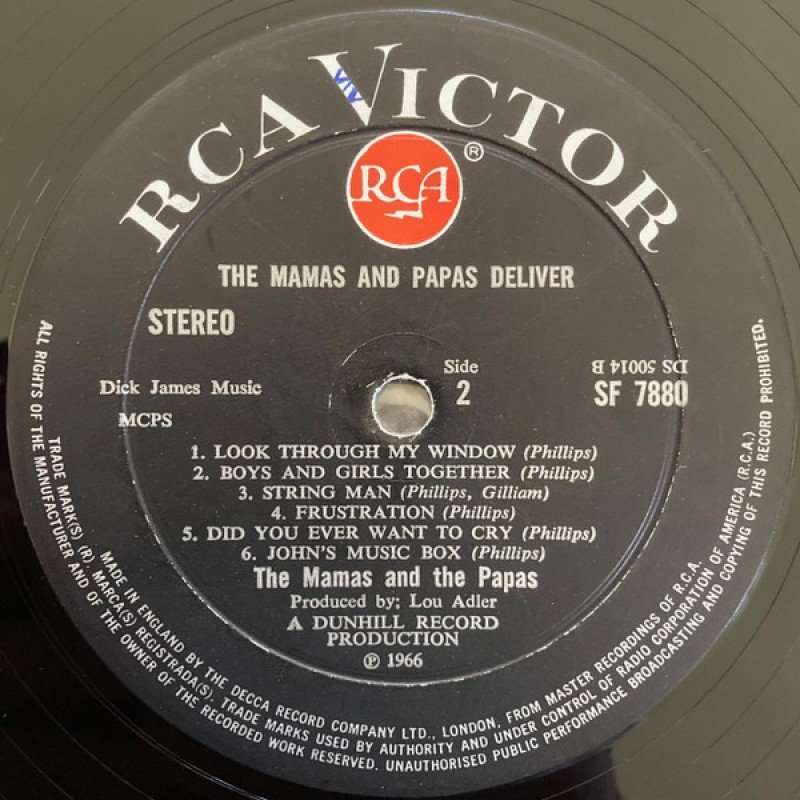 RCA VICTOR
VIV
RCA
®
THE MAMAS AND PAPAS DELIVER
STEREO
Side
2
DS 50014 B
SF 7880
Dick James Music
MCPS
1. LOOK THROUGH MY WINDOW (Phillips)
2. BOYS AND GIRLS TOGETHER (Phillips)
3. STRING MAN (Phillips, Gilliam)
4. FRUSTRATION (Phillips)
5. DID YOU EVER WANT TO CRY (Phillips)
6. JOHN'S MUSIC BOX (Phillips)
The Mamas and the Papas
Produced by; Lou Adler
A DUNHILL RECORD
PRODUCTION
℗ 1966
MADE IN ENGLAND BY THE DECCA RECORD COMPANY LTD., LONDON, FROM MASTER RECORDINGS OF R.C.A.
TRADE MARK(S) (R), MARCA(S) REGISTRADA(S), TRADE MARKS USED BY AUTHORITY AND UNDER CONTROL OF RADIO CORPORATION OF AMERICA (R.C.A.)
ALL RIGHTS OF THE MANUFACTURER AND OF THE OWNER OF THE RECORDED WORK RESERVED. UNAUTHORISED PUBLIC PERFORMANCE BROADCASTING AND COPYING OF THIS RECORD PROHIBITED.